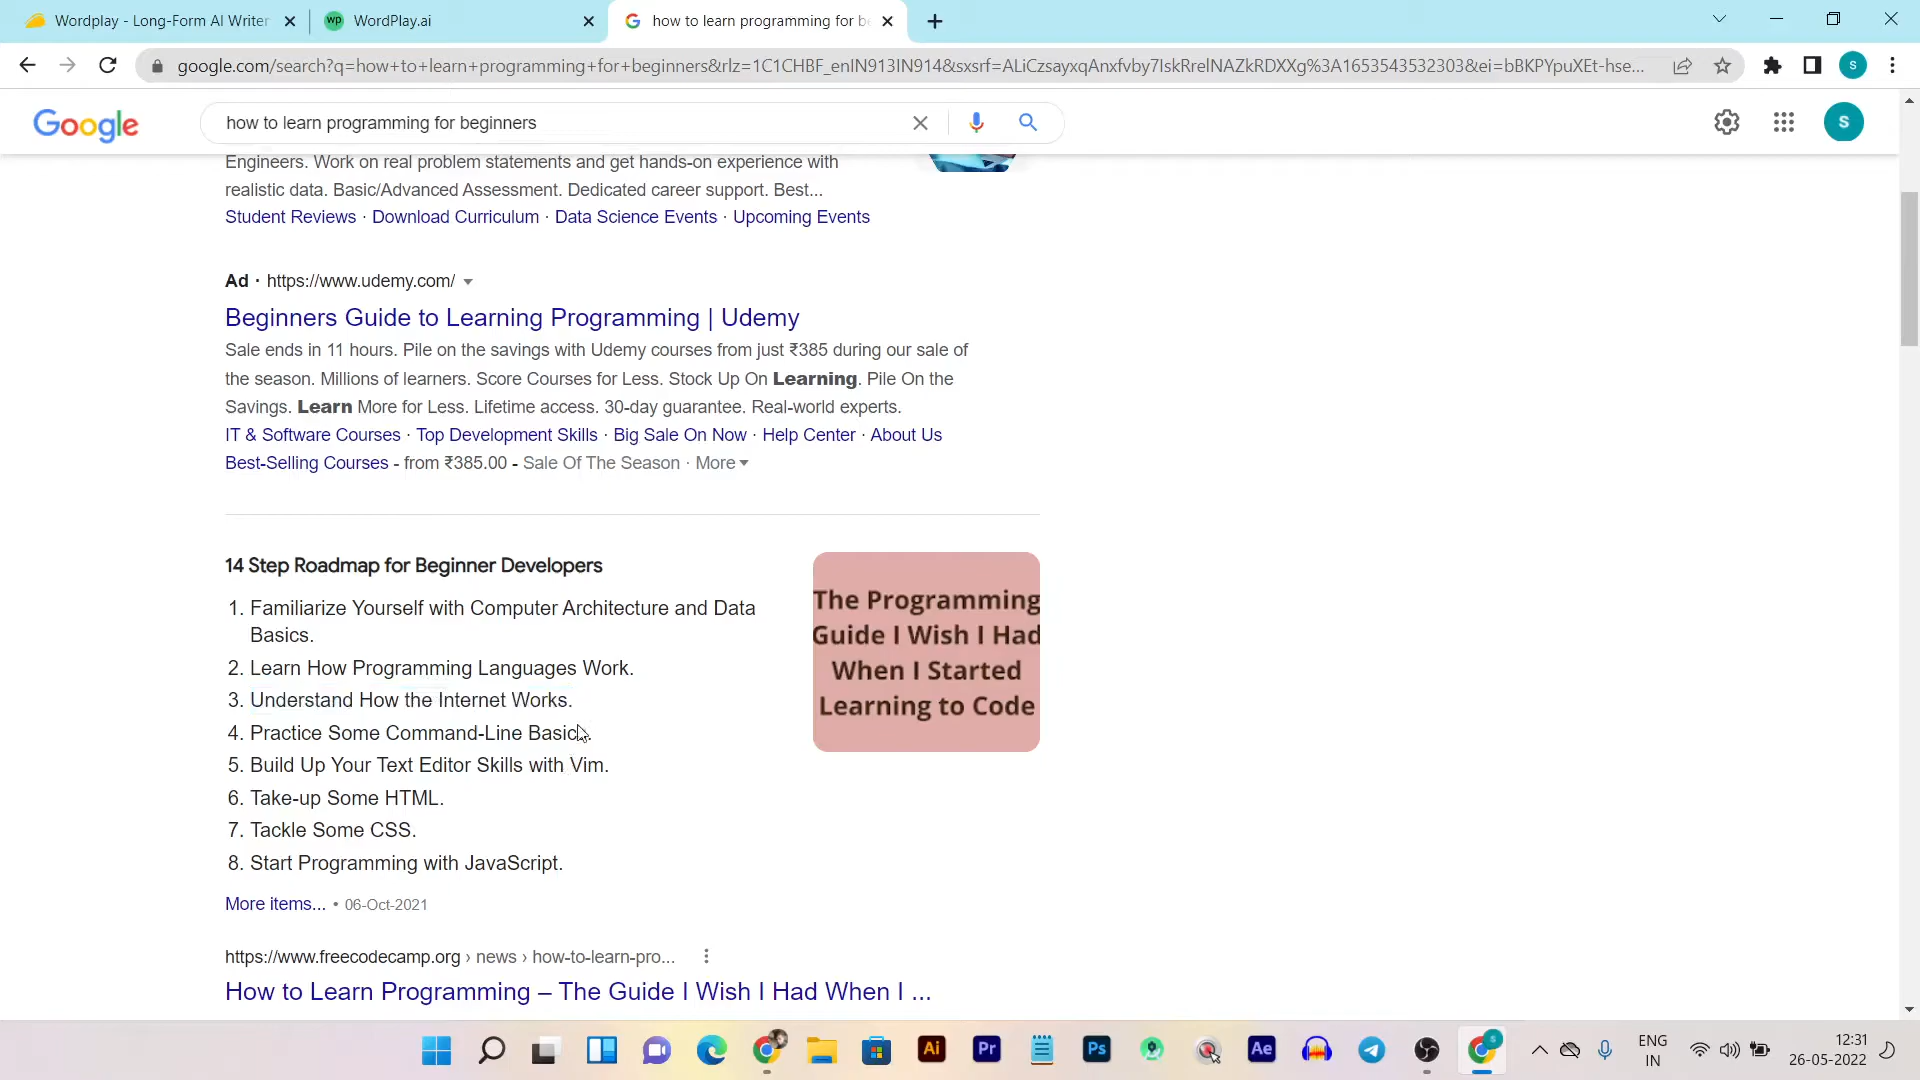 Wordplay - Long-Form AI Writer
wp WordPlay.ai
G how to learn programming for be
google.com/search?q=how+to+learn+programming+for+beginners&rlz=1C1CHBF_enIN913IN914&sxsrf=ALiCzsayxqAnxfvby7IskRrelNAZkRDXXg%3A1653543532303&ei=bBKPYpuXEt-hse...
S
Google
how to learn programming for beginners
S
Engineers. Work on real problem statements and get hands-on experience with
realistic data. Basic/Advanced Assessment. Dedicated career support. Best...
Student Reviews · Download Curriculum · Data Science Events · Upcoming Events
Ad · https://www.udemy.com/
Beginners Guide to Learning Programming | Udemy
Sale ends in 11 hours. Pile on the savings with Udemy courses from just ₹385 during our sale of
the season. Millions of learners. Score Courses for Less. Stock Up On Learning. Pile On the
Savings. Learn More for Less. Lifetime access. 30-day guarantee. Real-world experts.
IT & Software Courses · Top Development Skills · Big Sale On Now · Help Center · About Us
Best-Selling Courses - from ₹385.00 - Sale Of The Season · More
14 Step Roadmap for Beginner Developers
1. Familiarize Yourself with Computer Architecture and Data
Basics.
2. Learn How Programming Languages Work.
3. Understand How the Internet Works.
4. Practice Some Command-Line Basics.
5. Build Up Your Text Editor Skills with Vim.
6. Take-up Some HTML.
7. Tackle Some CSS.
8. Start Programming with JavaScript.
The Programming
Guide I Wish I Had
When I Started
Learning to Code
More items... • 06-Oct-2021
https://www.freecodecamp.org › news › how-to-learn-pro...
How to Learn Programming – The Guide I Wish I Had When I ...
Ai
Pr
Ps
Ae
S
ENG
IN
12:31
26-05-2022